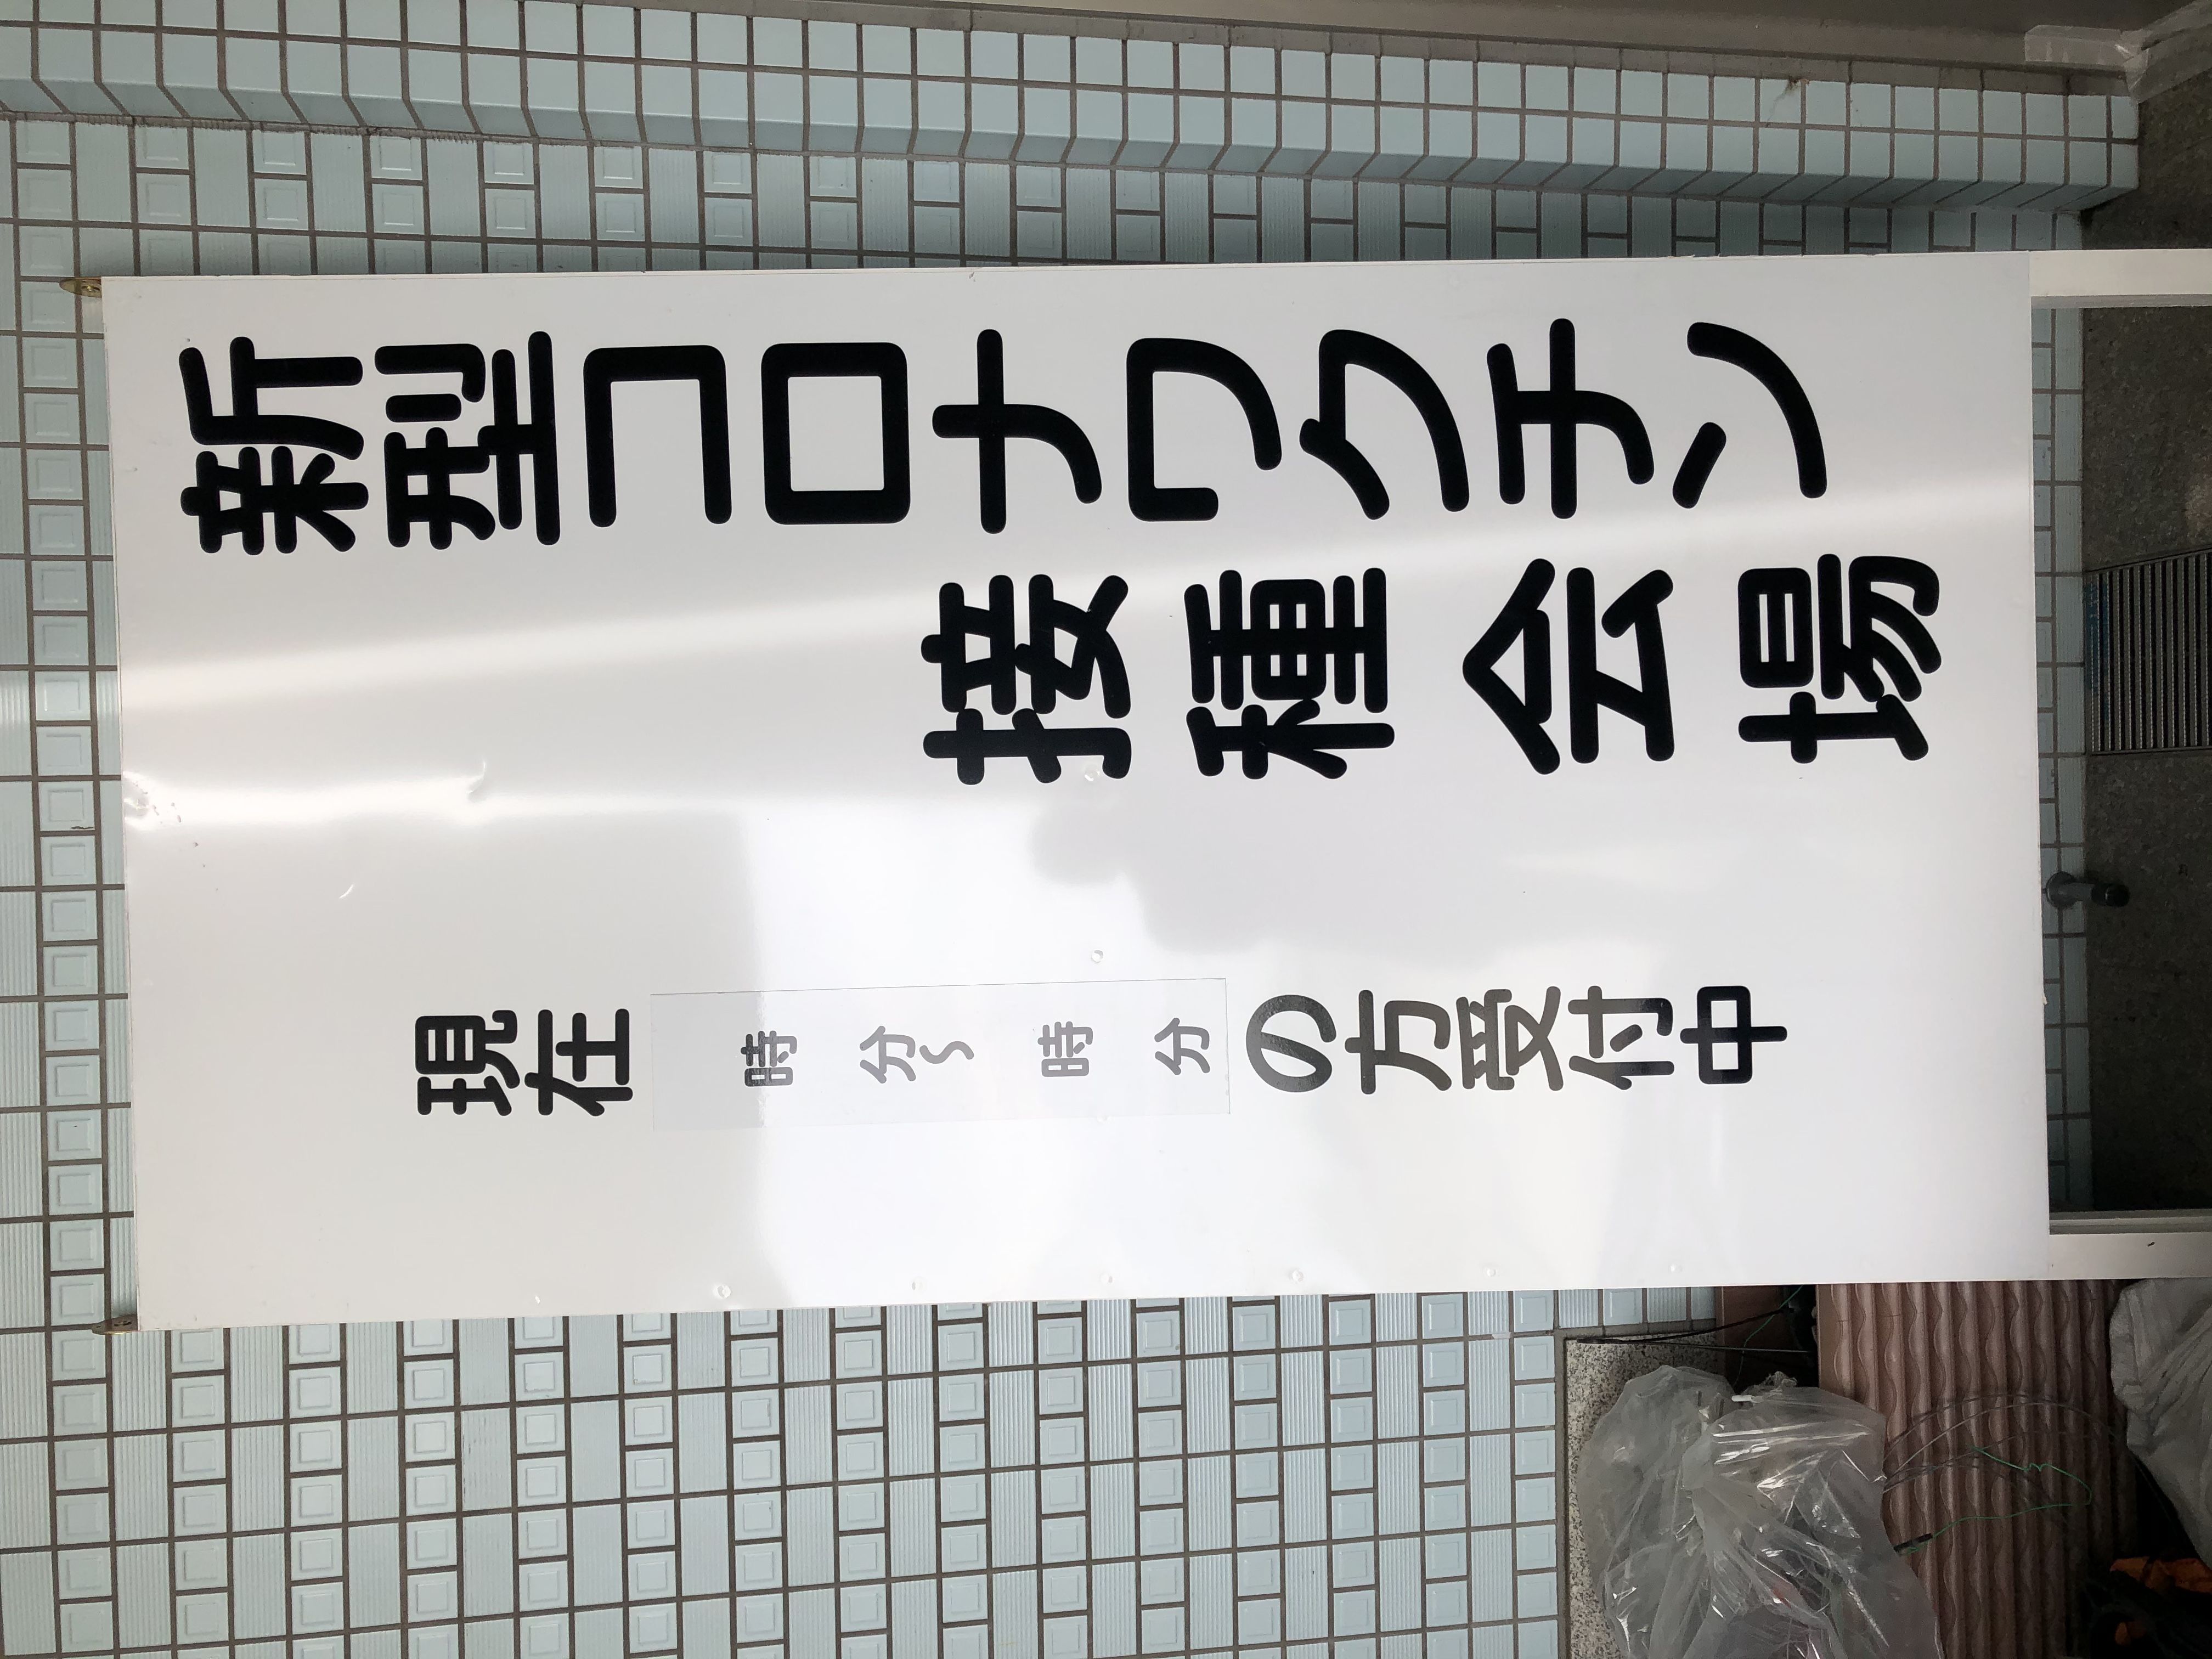 新型コロナワクチン
接種会場
現在　時　分～　時　分の方受付中